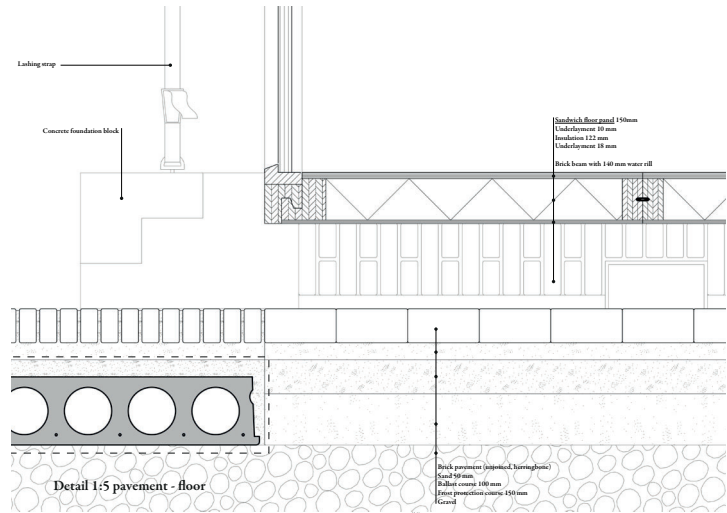 Lashing strap
Concrete foundation block
Sandwich floor panel 150mm
Underlayment 10 mm
Insulation 122 mm
Underlayment 18 mm
Brick beam with 140 mm water rill
Brick pavement (unjoined, herringbone)
Sand 50 mm
Ballast course 100 mm
Frost protection course 150 mm
Gravel
Detail 1:5 pavement - floor